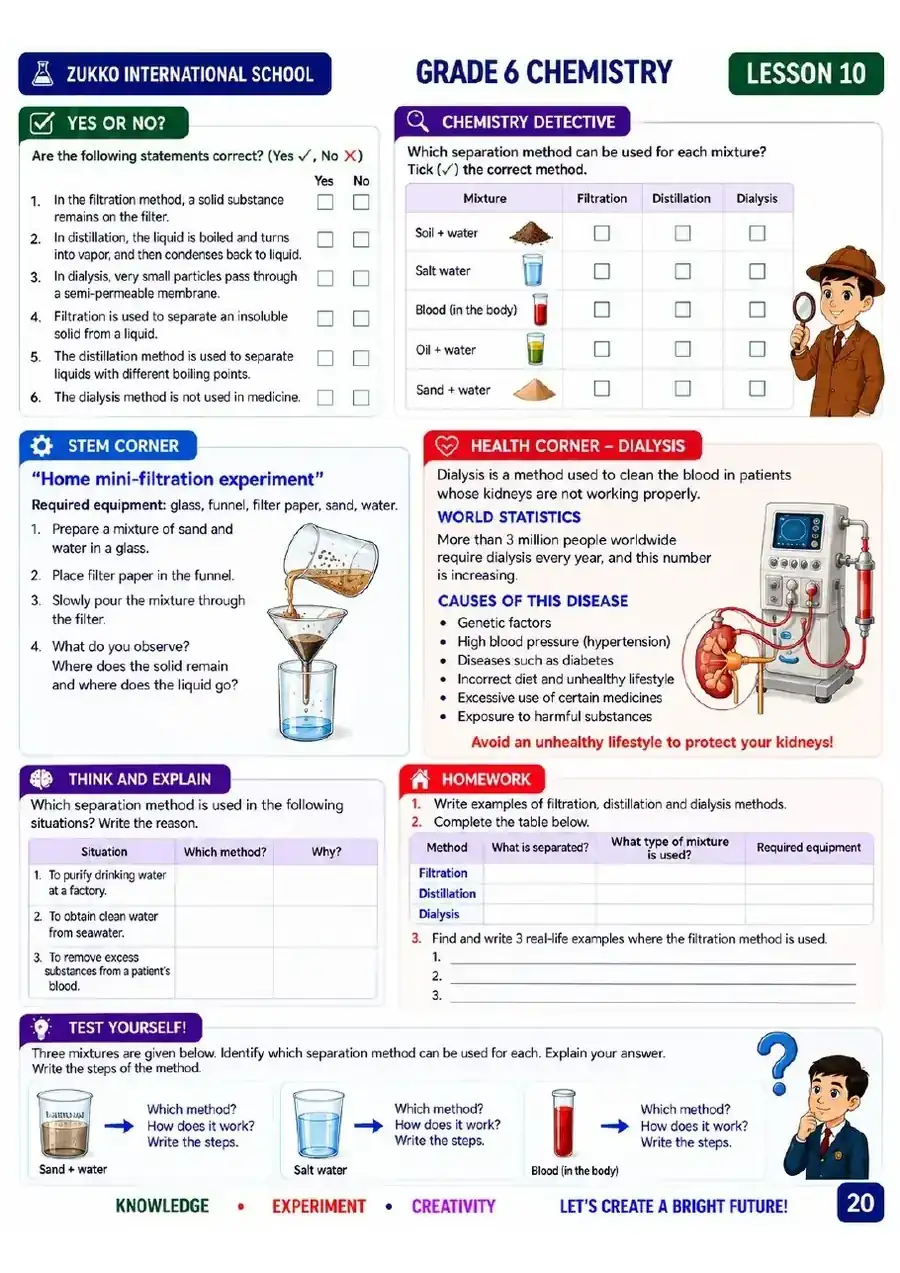 ZUKKO INTERNATIONAL SCHOOL
GRADE 6 CHEMISTRY
LESSON 10
YES OR NO?
Are the following statements correct? (Yes ✓, No ✗)
Yes No
1. In the filtration method, a solid substance
remains on the filter.
2. In distillation, the liquid is boiled and turns
into vapor, and then condenses back to liquid.
3. In dialysis, very small particles pass through
a semi-permeable membrane.
4. Filtration is used to separate an insoluble
solid from a liquid.
5. The distillation method is used to separate
liquids with different boiling points.
6. The dialysis method is not used in medicine.
CHEMISTRY DETECTIVE
Which separation method can be used for each mixture?
Tick (✓) the correct method.
Mixture Filtration Distillation Dialysis
Soil + water
Salt water
Blood (in the body)
Oil + water
Sand + water
STEM CORNER
“Home mini-filtration experiment”
Required equipment: glass, funnel, filter paper, sand, water.
1. Prepare a mixture of sand and
water in a glass.
2. Place filter paper in the funnel.
3. Slowly pour the mixture through
the filter.
4. What do you observe?
Where does the solid remain
and where does the liquid go?
HEALTH CORNER – DIALYSIS
Dialysis is a method used to clean the blood in patients
whose kidneys are not working properly.
WORLD STATISTICS
More than 3 million people worldwide
require dialysis every year, and this number
is increasing.
CAUSES OF THIS DISEASE
• Genetic factors
• High blood pressure (hypertension)
• Diseases such as diabetes
• Incorrect diet and unhealthy lifestyle
• Excessive use of certain medicines
• Exposure to harmful substances
Avoid an unhealthy lifestyle to protect your kidneys!
THINK AND EXPLAIN
Which separation method is used in the following
situations? Write the reason.
Situation Which method? Why?
1. To purify drinking water
at a factory.
2. To obtain clean water
from seawater.
3. To remove excess
substances from a patient's
blood.
HOMEWORK
1. Write examples of filtration, distillation and dialysis methods.
2. Complete the table below.
Method What is separated? What type of mixture
is used? Required equipment
Filtration
Distillation
Dialysis
3. Find and write 3 real-life examples where the filtration method is used.
1.
2.
3.
TEST YOURSELF!
Three mixtures are given below. Identify which separation method can be used for each. Explain your answer.
Write the steps of the method.
Which method?
How does it work?
Write the steps.
Sand + water
Which method?
How does it work?
Write the steps.
Salt water
Which method?
How does it work?
Write the steps.
Blood (in the body)
KNOWLEDGE • EXPERIMENT • CREATIVITY LET'S CREATE A BRIGHT FUTURE! 20